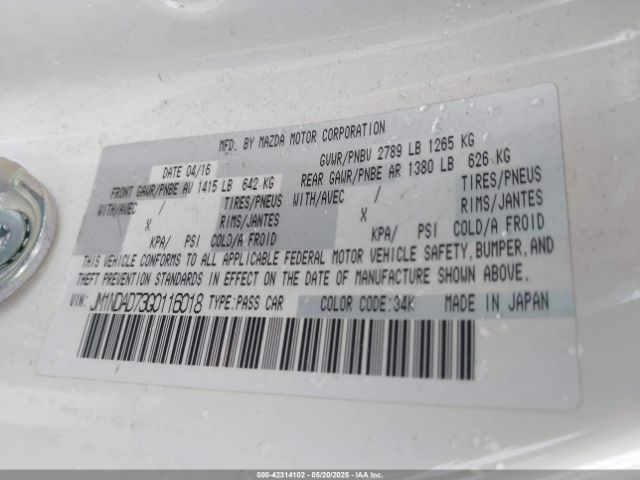 MFD. BY MAZDA MOTOR CORPORATION
DATE 04/16 GVWR/PNBV 2789 LB 1265 KG
FRONT GAWR/PNBE AV 1415 LB 642 KG REAR GAWR/PNBE AR 1380 LB 626 KG
WITH/AVEC / TIRES/PNEUS WITH/AVEC / TIRES/PNEUS
X RIMS/JANTES X RIMS/JANTES
KPA/ PSI COLD/A FROID KPA/ PSI COLD/A FROID
THIS VEHICLE CONFORMS TO ALL APPLICABLE FEDERAL MOTOR VEHICLE SAFETY, BUMPER, AND
THEFT PREVENTION STANDARDS IN EFFECT ON THE DATE OF MANUFACTURE SHOWN ABOVE.
VIN: JM1NDAD73G0116018 TYPE: PASS CAR COLOR CODE: 34K MADE IN JAPAN
000-42314102 — 05/20/2025 — IAAI.COM